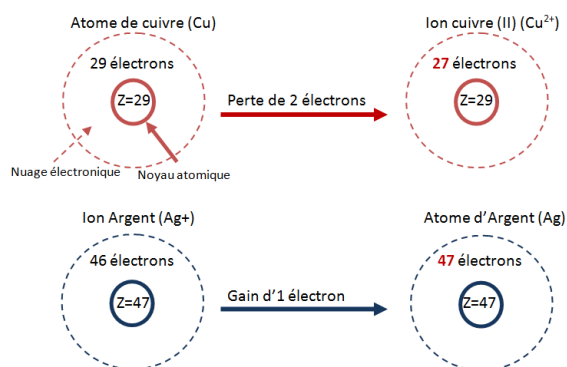 Atome de cuivre (Cu)
Ion cuivre (II) (Cu²⁺)
29 électrons
27 électrons
Z=29
Perte de 2 électrons
Z=29
Nuage électronique
Noyau atomique
Ion Argent (Ag+)
Atome d'Argent (Ag)
46 électrons
47 électrons
Z=47
Gain d'1 électron
Z=47